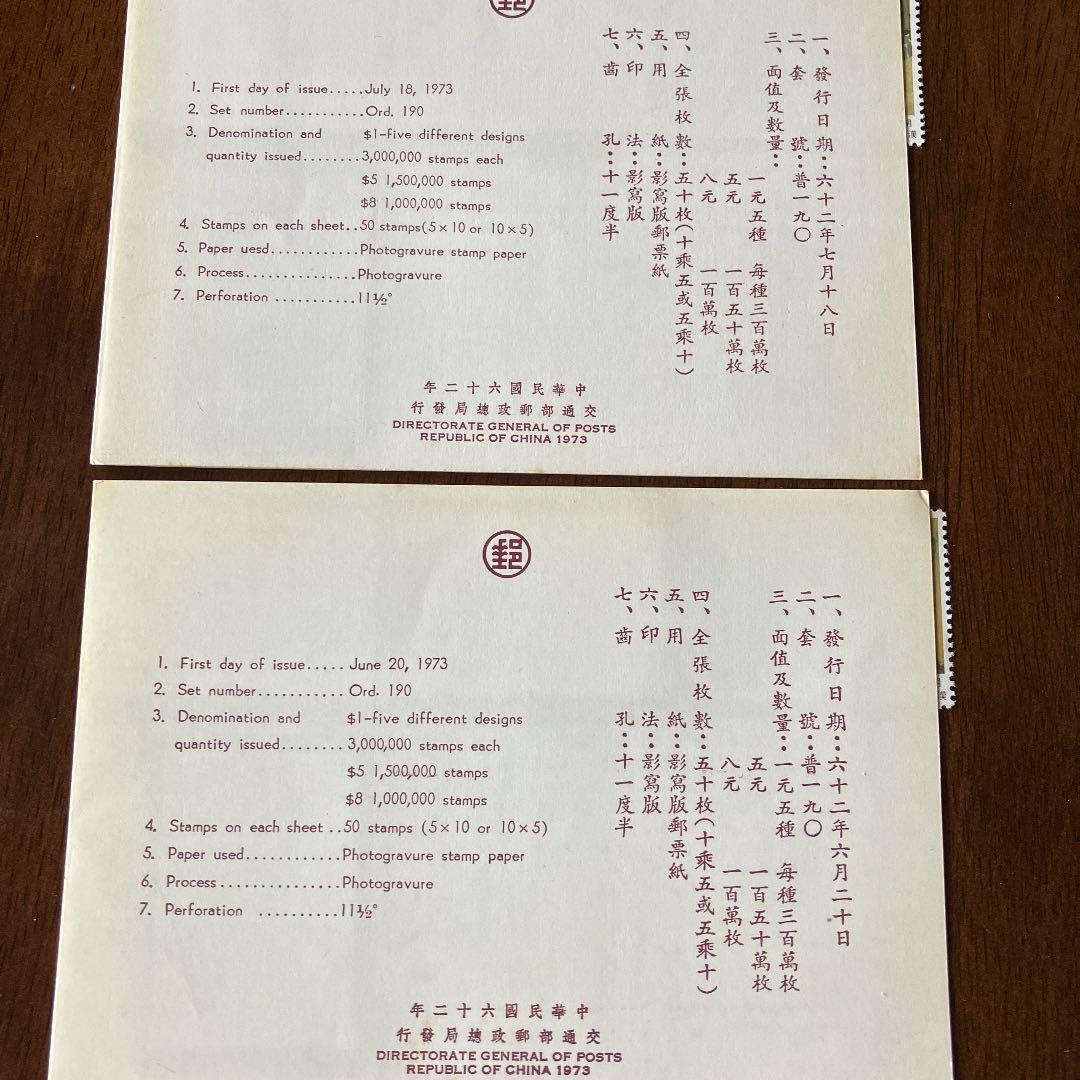 郵
1. First day of issue.....July 18, 1973
2. Set number...........Ord. 190
3. Denomination and $1-five different designs
quantity issued........3,000,000 stamps each
$5 1,500,000 stamps
$8 1,000,000 stamps
4. Stamps on each sheet..50 stamps(5×10 or 10×5)
5. Paper uesd............Photogravure stamp paper
6. Process...............Photogravure
7. Perforation ...........11½°
一、發行日期：六十二年七月十八日
二、套號：普一九〇
三、面值及數量：一元五種 每種三百萬枚
五元 一百五十萬枚
八元 一百萬枚
四、全張枚數：五十枚（十乘五或五乘十）
五、用紙：影寫版郵票紙
六、印法：影寫版
七、齒孔：十一度半
年二十六國民華中
行發局總政郵部通交
DIRECTORATE GENERAL OF POSTS
REPUBLIC OF CHINA 1973
郵
1. First day of issue..... June 20, 1973
2. Set number........... Ord. 190
3. Denomination and $1-five different designs
quantity issued........ 3,000,000 stamps each
$5 1,500,000 stamps
$8 1,000,000 stamps
4. Stamps on each sheet ..50 stamps (5×10 or 10×5)
5. Paper used............Photogravure stamp paper
6. Process...............Photogravure
7. Perforation ..........11½°
一、發行日期：六十二年六月二十日
二、套號：普一九〇
三、面值及數量：一元五種 每種三百萬枚
五元 一百五十萬枚
八元 一百萬枚
四、全張枚數：五十枚（十乘五或五乘十）
五、用紙：影寫版郵票紙
六、印法：影寫版
七、齒孔：十一度半
年二十六國民華中
行發局總政郵部通交
DIRECTORATE GENERAL OF POSTS
REPUBLIC OF CHINA 1973